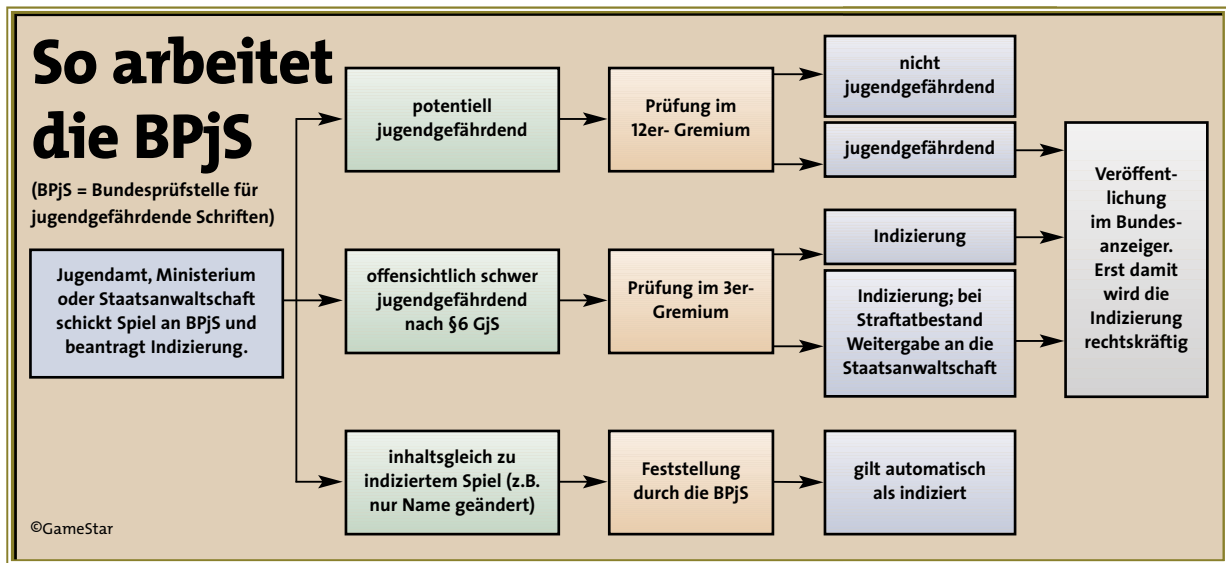 So arbeitet
die BPjS
(BPjS = Bundesprüfstelle für
jugendgefährdende Schriften)
Jugendamt, Ministerium
oder Staatsanwaltschaft
schickt Spiel an BPjS und
beantragt Indizierung.
potentiell
jugendgefährdend
Prüfung im
12er- Gremium
nicht
jugendgefährdend
jugendgefährdend
offensichtlich schwer
jugendgefährdend
nach §6 GjS
Prüfung im 3er-
Gremium
Indizierung
Indizierung; bei
Straftatbestand
Weitergabe an die
Staatsanwaltschaft
Veröffent-
lichung
im Bundes-
anzeiger.
Erst damit
wird die
Indizierung
rechtskräftig
inhaltsgleich zu
indiziertem Spiel (z.B.
nur Name geändert)
Feststellung
durch die BPjS
gilt automatisch
als indiziert
©GameStar